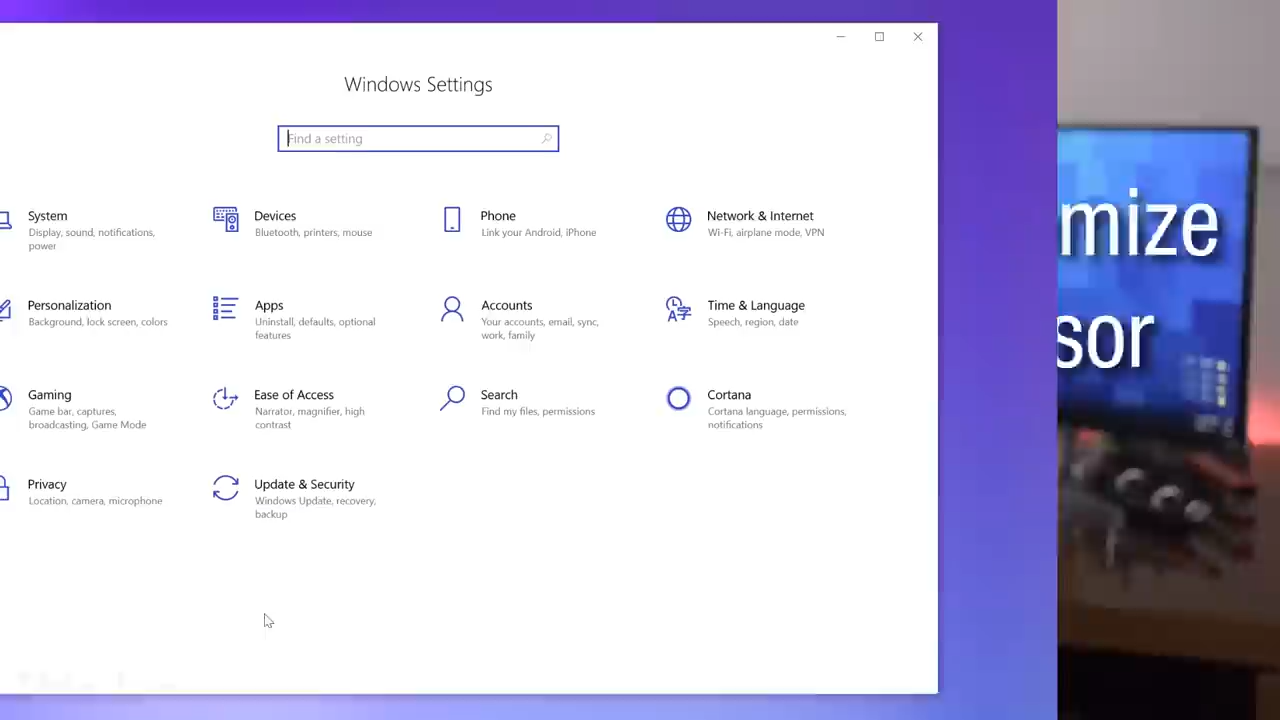 Windows Settings
Find a setting
System
Display, sound, notifications,
power
Devices
Bluetooth, printers, mouse
Phone
Link your Android, iPhone
Network & Internet
Wi-Fi, airplane mode, VPN
Personalization
Background, lock screen, colors
Apps
Uninstall, defaults, optional
features
Accounts
Your accounts, email, sync,
work, family
Time & Language
Speech, region, date
Gaming
Game bar, captures,
broadcasting, Game Mode
Ease of Access
Narrator, magnifier, high
contrast
Search
Find my files, permissions
Cortana
Cortana language, permissions,
notifications
Privacy
Location, camera, microphone
Update & Security
Windows Update, recovery,
backup
mize
sor